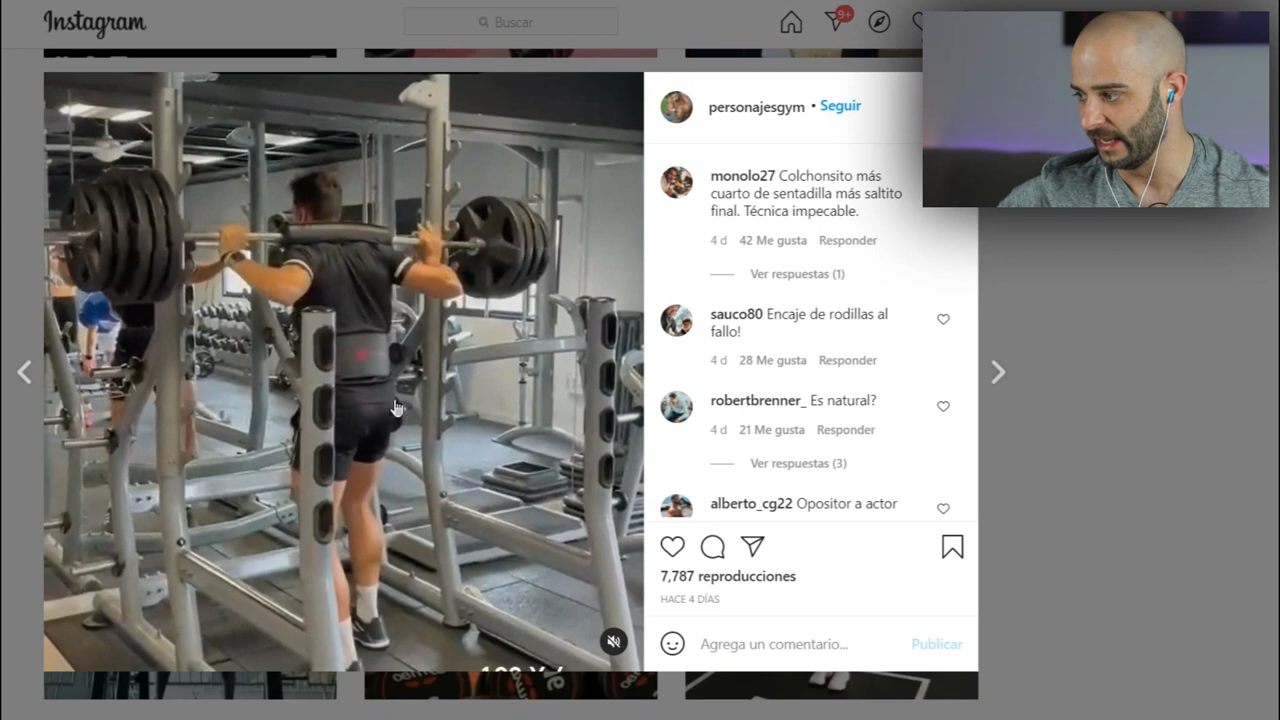 Instagram
Buscar
9+
personajesgym • Seguir
monolo27 Colchonsito más
cuarto de sentadilla más saltito
final. Técnica impecable.
4 d 42 Me gusta Responder
Ver respuestas (1)
sauco80 Encaje de rodillas al
fallo!
4 d 28 Me gusta Responder
robertbrenner_ Es natural?
4 d 21 Me gusta Responder
Ver respuestas (3)
alberto_cg22 Opositor a actor
7,787 reproducciones
HACE 4 DÍAS
Agrega un comentario...
Publicar